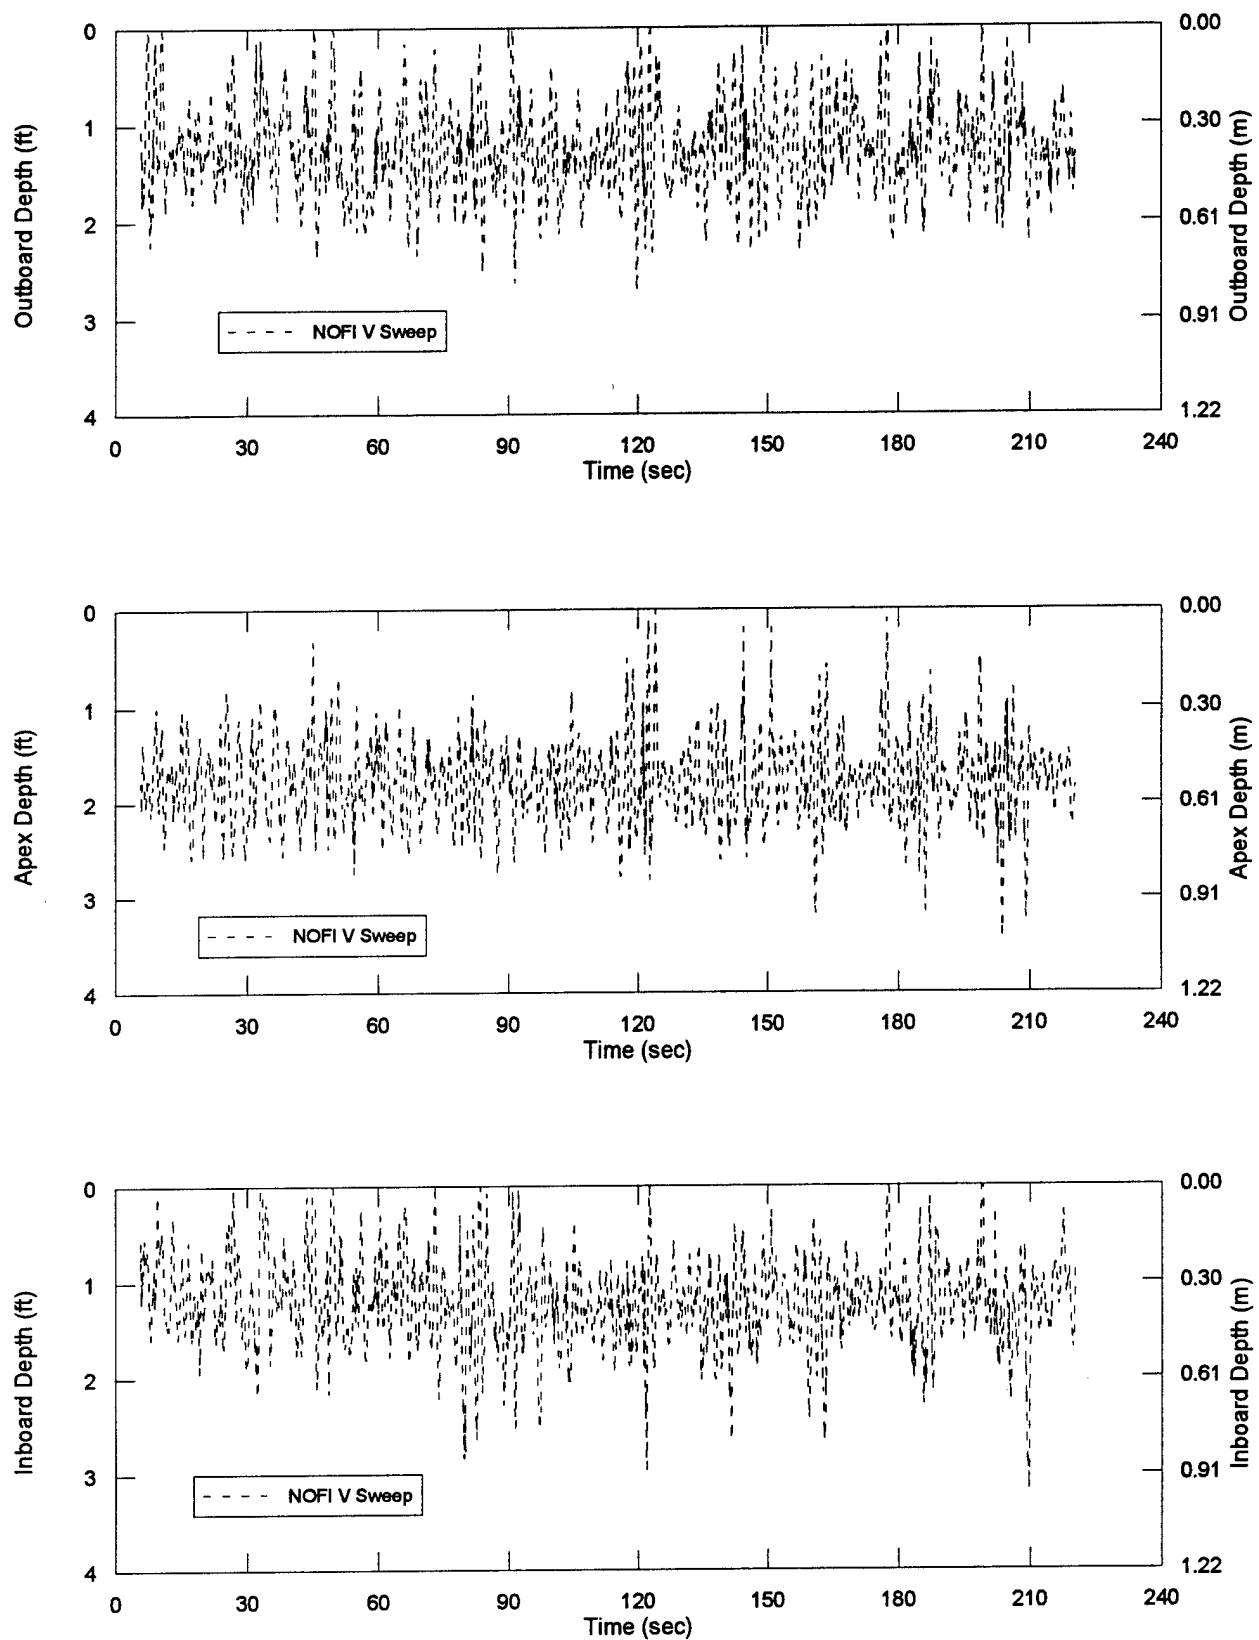 0
1
2
3
4
Outboard Depth (ft)
0.00
0.30
0.61
0.91
1.22
Outboard Depth (m)
NOFI V Sweep
0 30 60 90 120 150 180 210 240
Time (sec)
0
1
2
3
4
Apex Depth (ft)
0.00
0.30
0.61
0.91
1.22
Apex Depth (m)
NOFI V Sweep
0 30 60 90 120 150 180 210 240
Time (sec)
0
1
2
3
4
Inboard Depth (ft)
0.00
0.30
0.61
0.91
1.22
Inboard Depth (m)
NOFI V Sweep
0 30 60 90 120 150 180 210 240
Time (sec)